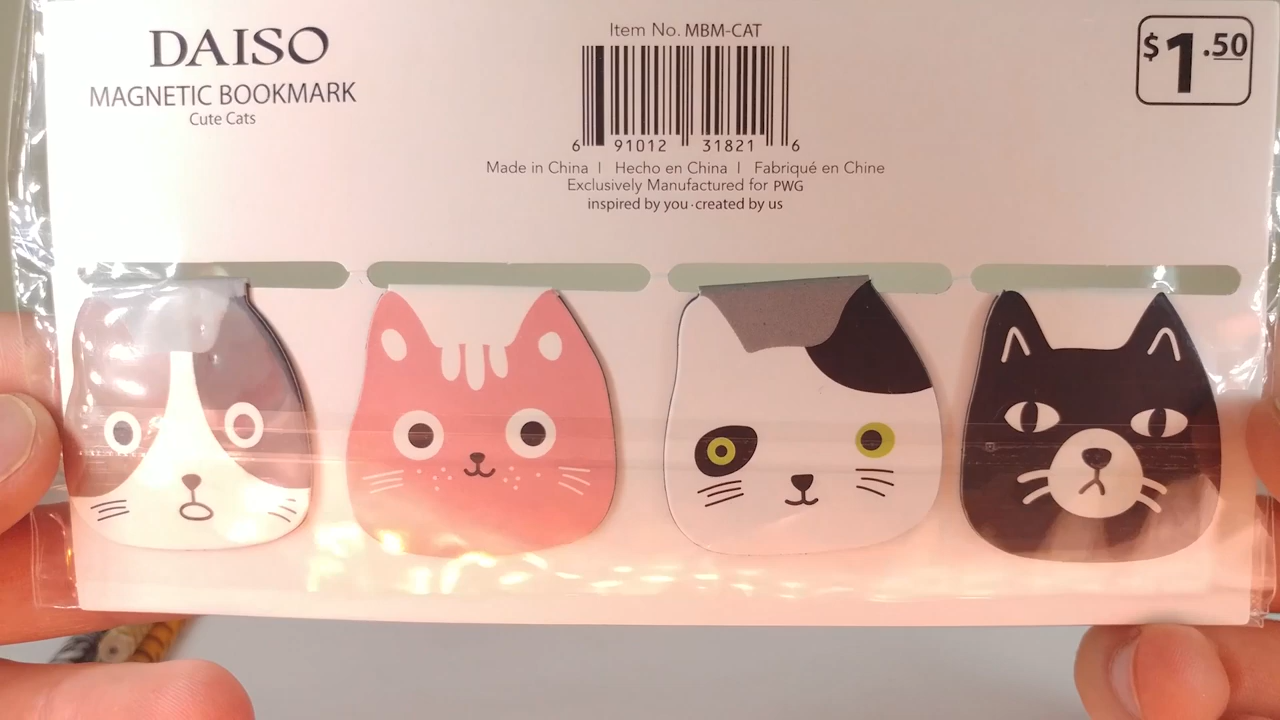 DAISO
MAGNETIC BOOKMARK
Cute Cats
Item No. MBM-CAT
6 91012 31821 6
Made in China | Hecho en China | Fabriqué en Chine
Exclusively Manufactured for PWG
inspired by you·created by us
$1.50